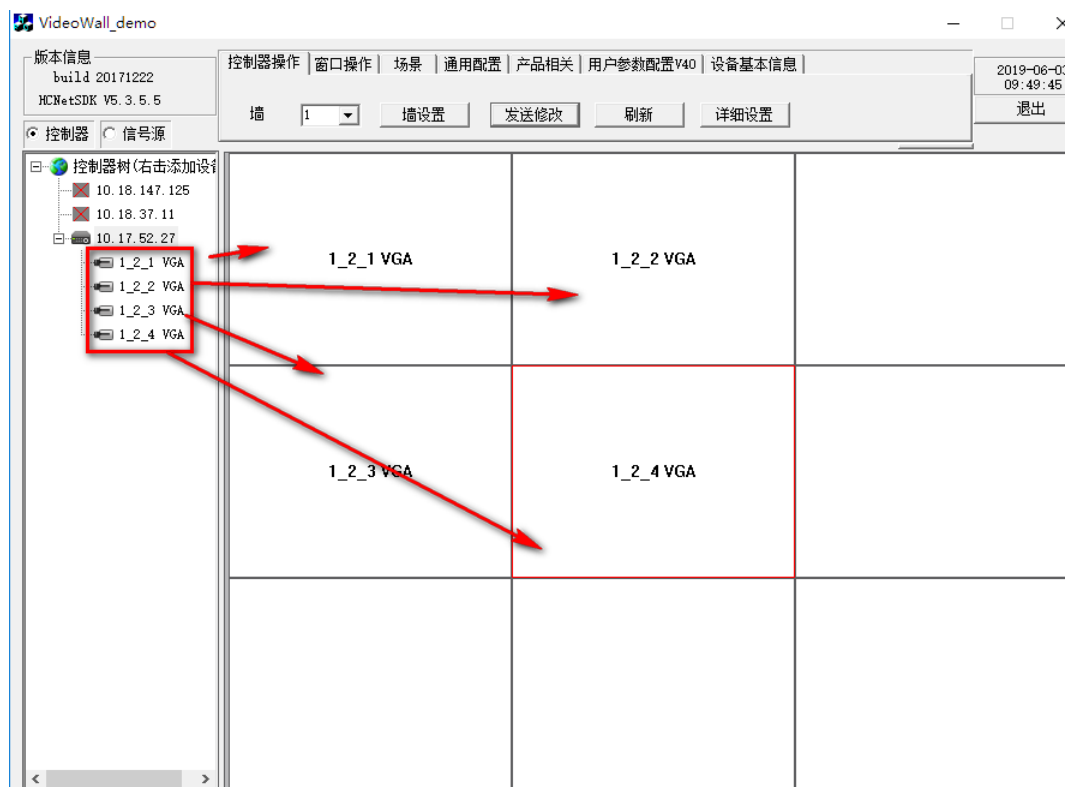 VideoWall_demo
版本信息
build 20171222
HCNetSDK V5.3.5.5
控制器操作 窗口操作 场景 通用配置 产品相关 用户参数配置V40 设备基本信息
2019-06-03
09:49:45
墙 1 墙设置 发送修改 刷新 详细设置
退出
控制器 信号源
控制器树(右击添加设备
10.18.147.125
10.18.37.11
10.17.52.27
1_2_1 VGA
1_2_2 VGA
1_2_3 VGA
1_2_4 VGA
1_2_1 VGA 1_2_2 VGA
1_2_3 VGA 1_2_4 VGA